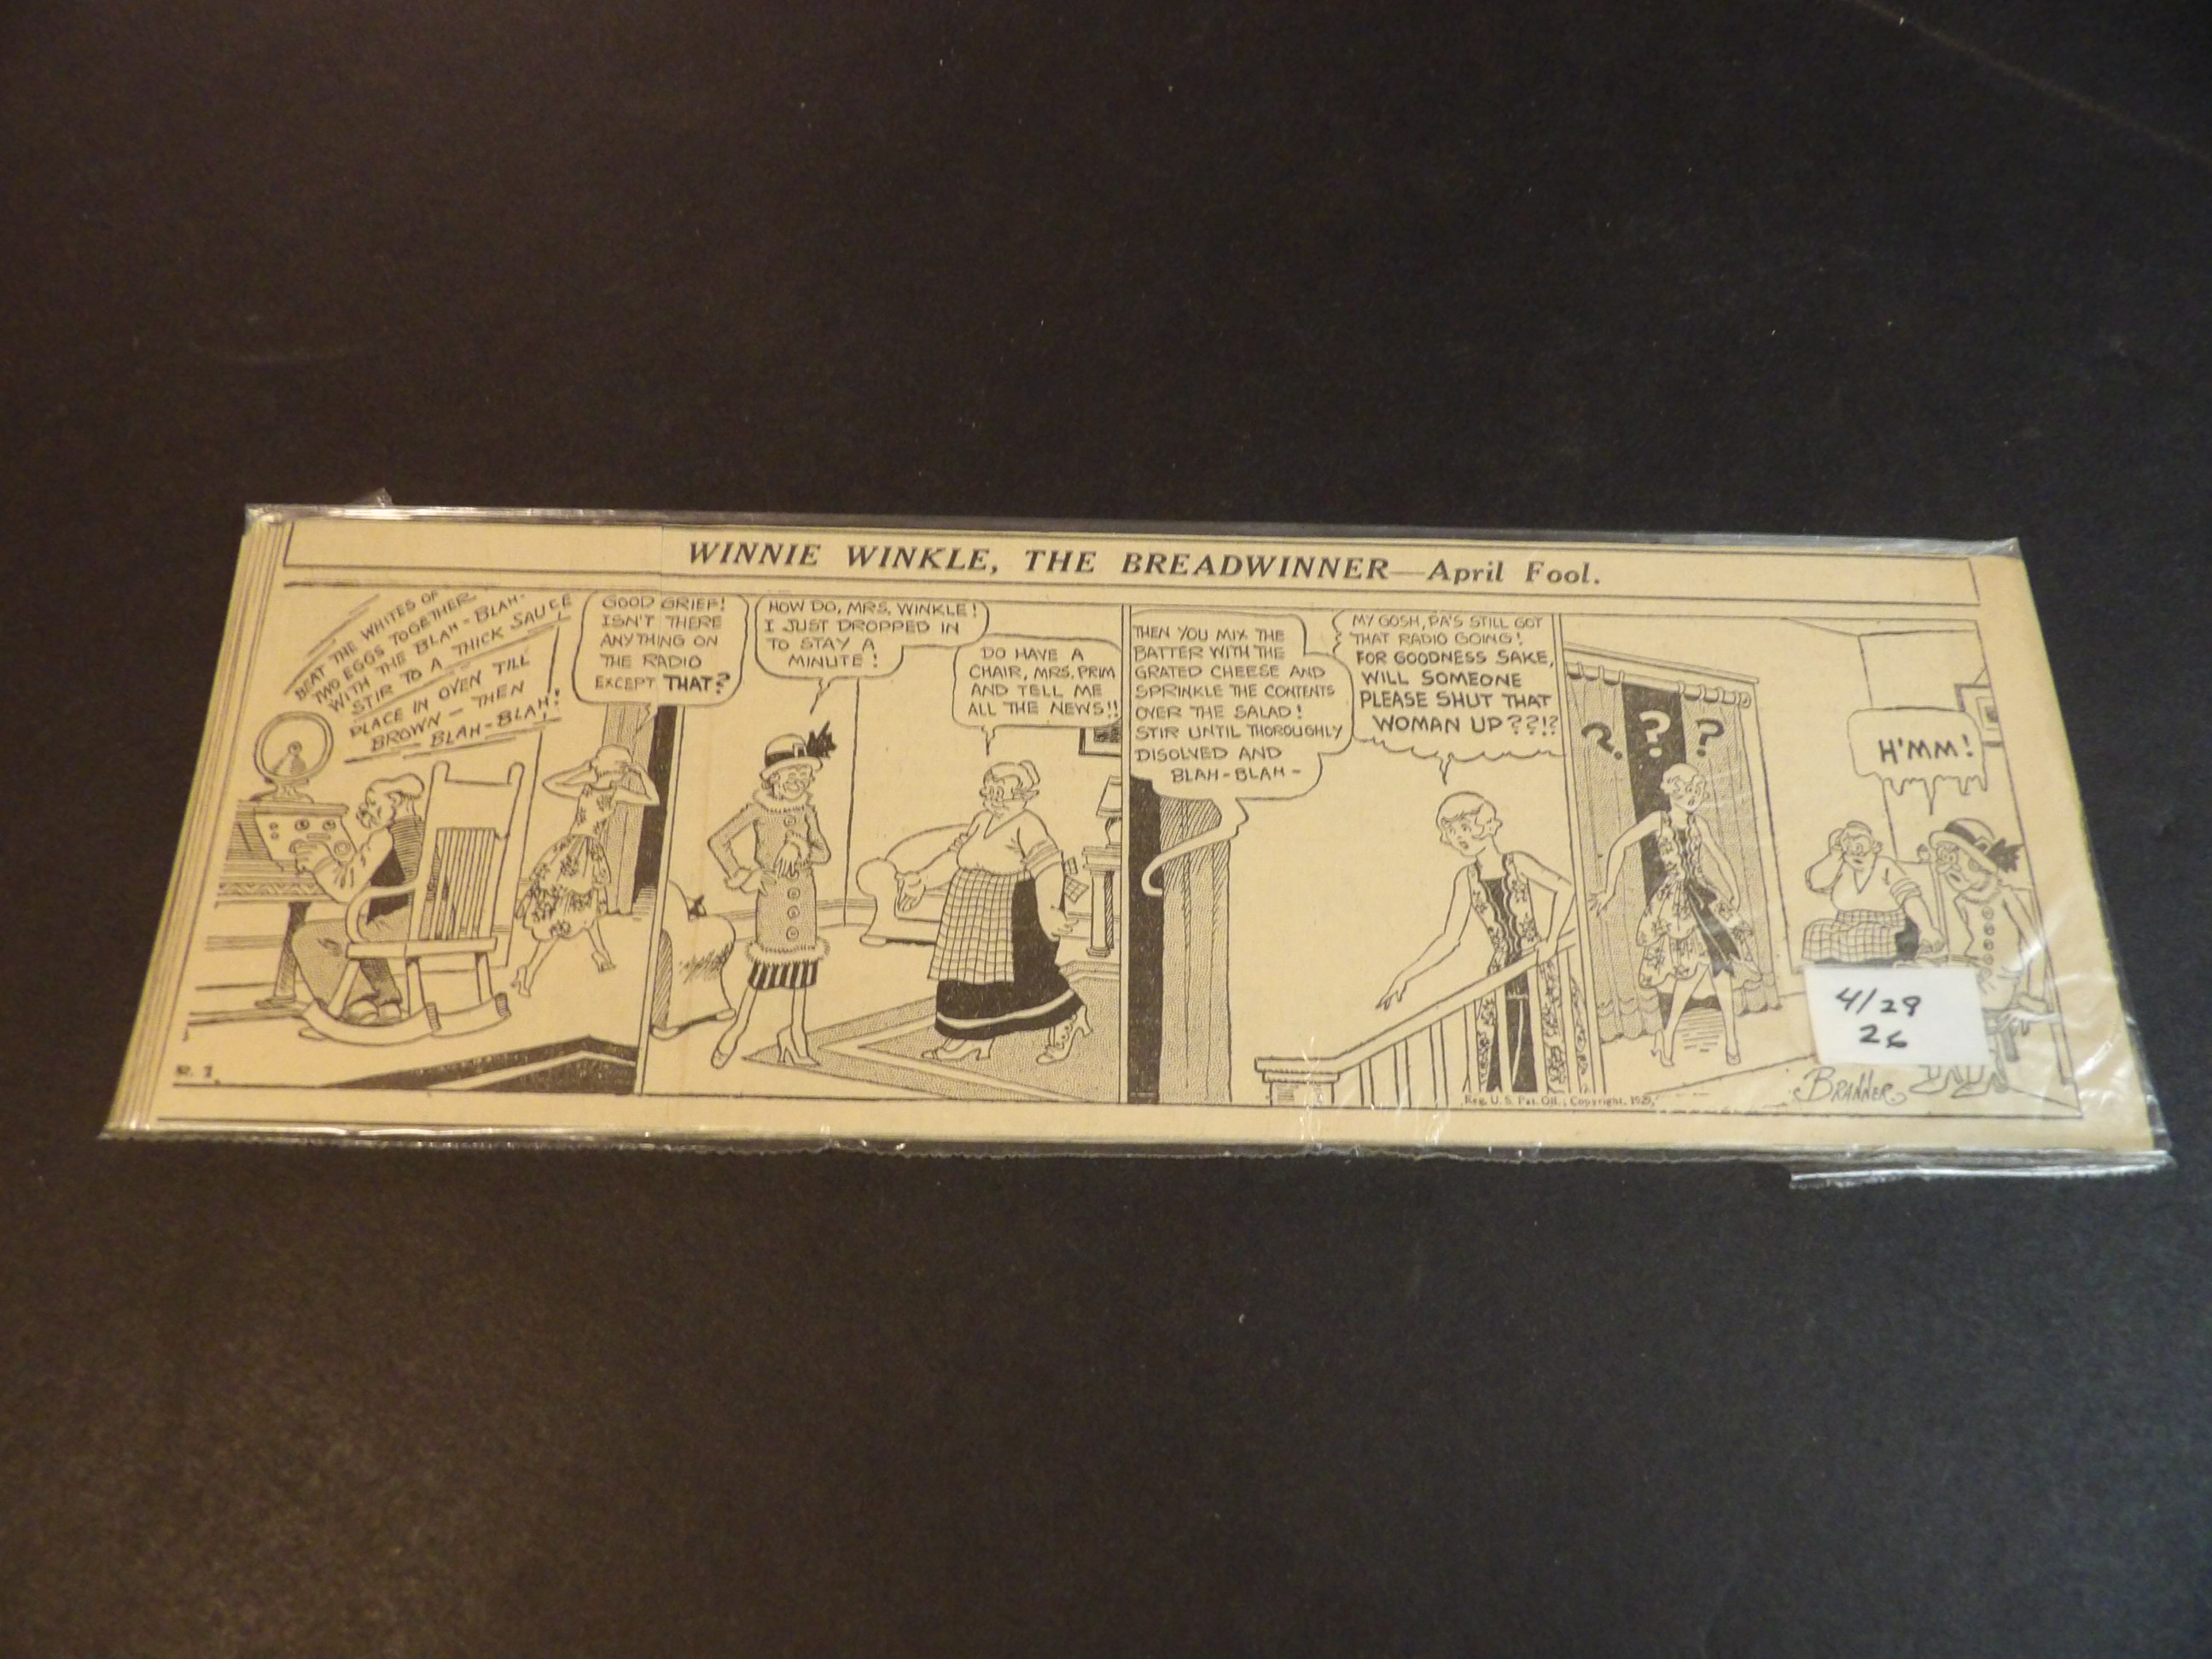 WINNIE WINKLE, THE BREADWINNER—April Fool.
BEAT THE WHITES OF
TWO EGGS TOGETHER
WITH THE BLAH-BLAH-
STIR TO A THICK SAUCE
PLACE IN OVEN TILL
BROWN — THEN
BLAH-BLAH!!
GOOD GRIEF!
ISN'T THERE
ANYTHING ON
THE RADIO
EXCEPT THAT?
HOW DO, MRS. WINKLE!
I JUST DROPPED IN
TO STAY A
MINUTE!
DO HAVE A
CHAIR, MRS. PRIM
AND TELL ME
ALL THE NEWS!!
THEN YOU MIX THE
BATTER WITH THE
GRATED CHEESE AND
SPRINKLE THE CONTENTS
OVER THE SALAD!
STIR UNTIL THOROUGHLY
DISOLVED AND
BLAH-BLAH-
MY GOSH, PA'S STILL GOT
THAT RADIO GOING!
FOR GOODNESS SAKE,
WILL SOMEONE
PLEASE SHUT THAT
WOMAN UP??!?
? ? ?
H'MM!
4/29
26
BRANNER
Reg. U. S. Pat. Off.; Copyright, 1925,